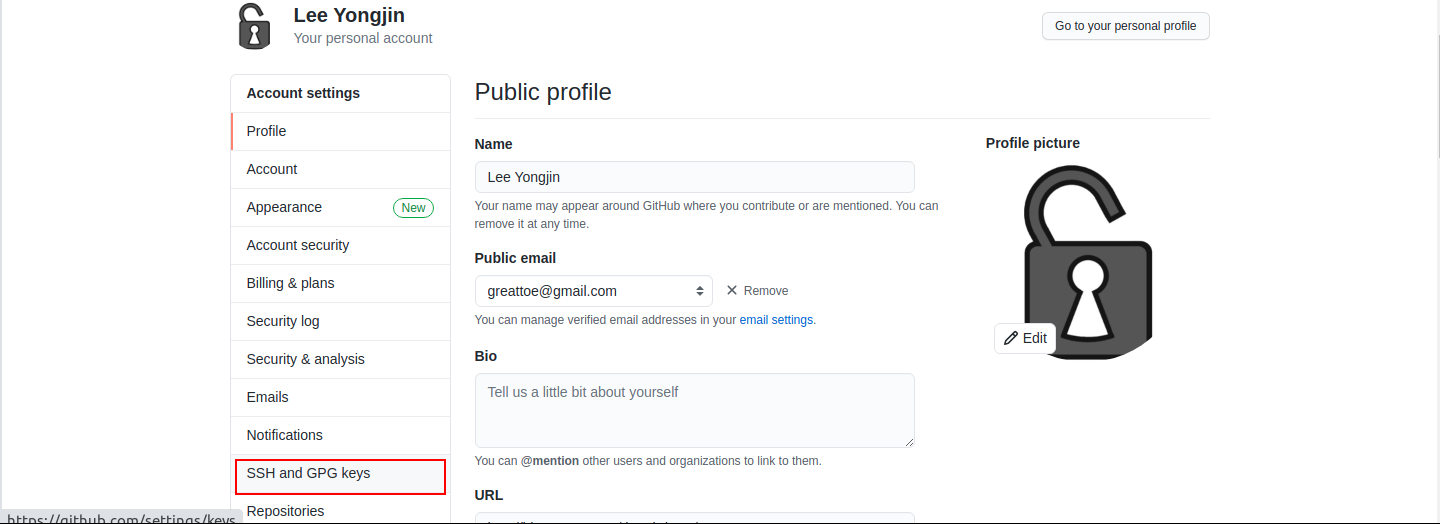 Lee Yongjin
Your personal account
Go to your personal profile
Account settings
Profile
Account
Appearance New
Account security
Billing & plans
Security log
Security & analysis
Emails
Notifications
SSH and GPG keys
Repositories
Public profile
Name
Lee Yongjin
Your name may appear around GitHub where you contribute or are mentioned. You can
remove it at any time.
Public email
greattoe@gmail.com
Remove
You can manage verified email addresses in your email settings.
Bio
Tell us a little bit about yourself
You can @mention other users and organizations to link to them.
URL
Profile picture
Edit
https://github.com/settings/keys